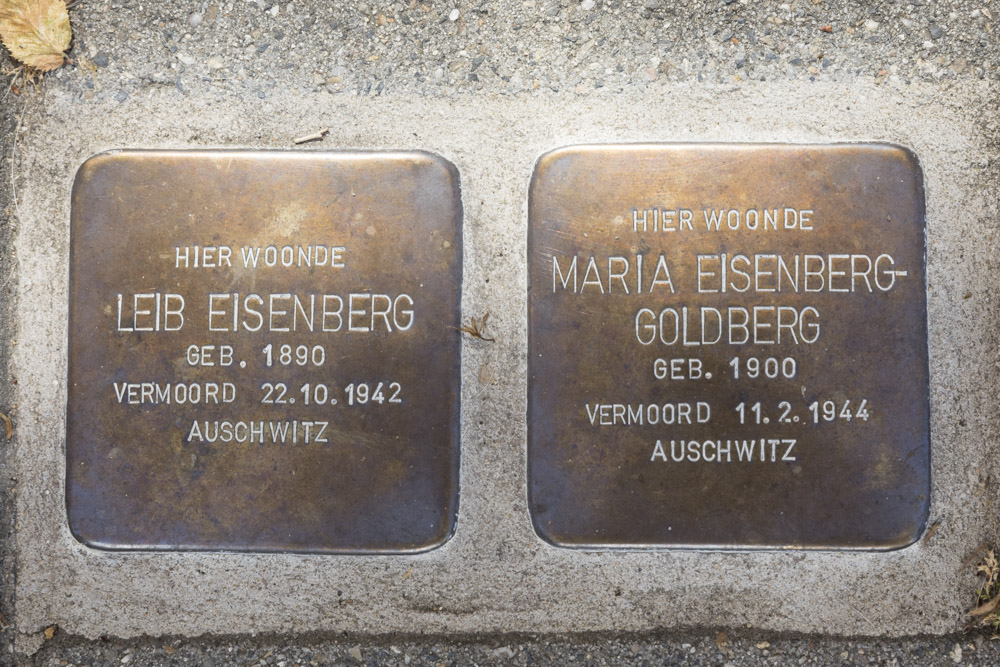 HIER WOONDE
LEIB EISENBERG
GEB. 1890
VERMOORD 22.10.1942
AUSCHWITZ
HIER WOONDE
MARIA EISENBERG-
GOLDBERG
GEB. 1900
VERMOORD 11.2.1944
AUSCHWITZ